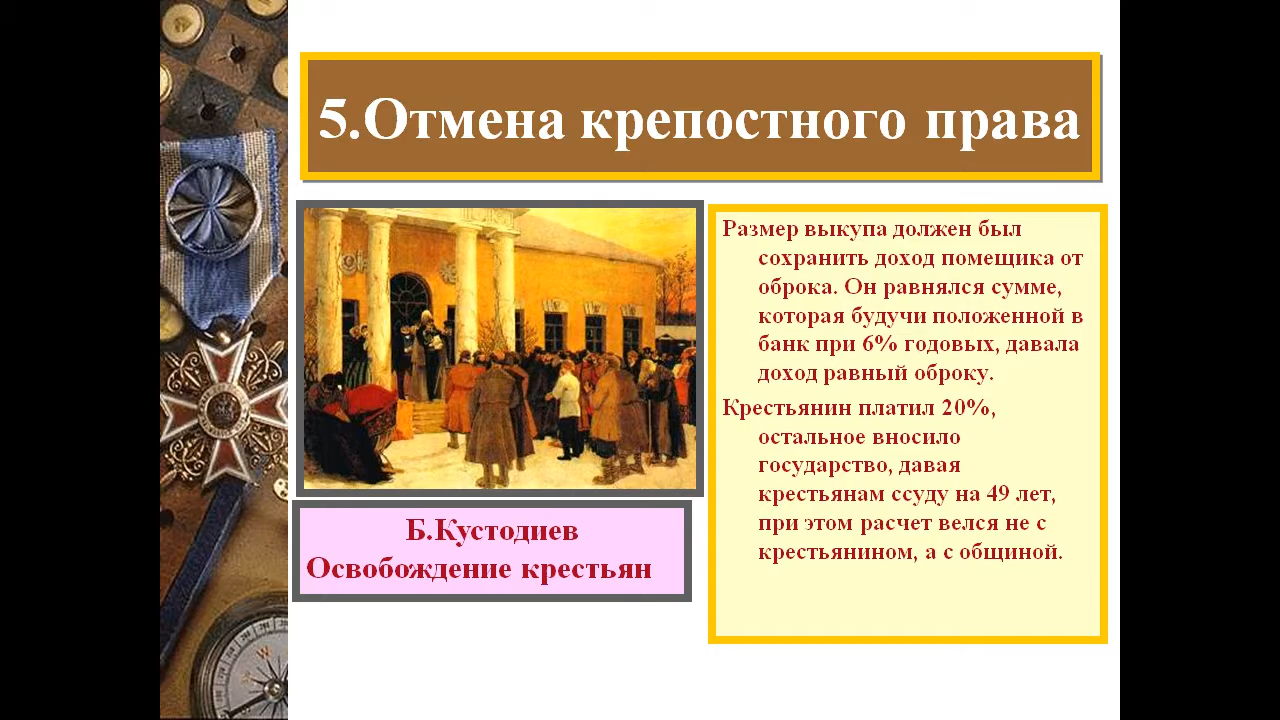 5.Отмена крепостного права
Б.Кустодиев
Освобождение крестьян
Размер выкупа должен был
сохранить доход помещика от
оброка. Он равнялся сумме,
которая будучи положенной в
банк при 6% годовых, давала
доход равный оброку.
Крестьянин платил 20%,
остальное вносило
государство, давая
крестьянам ссуду на 49 лет,
при этом расчет велся не с
крестьянином, а с общиной.